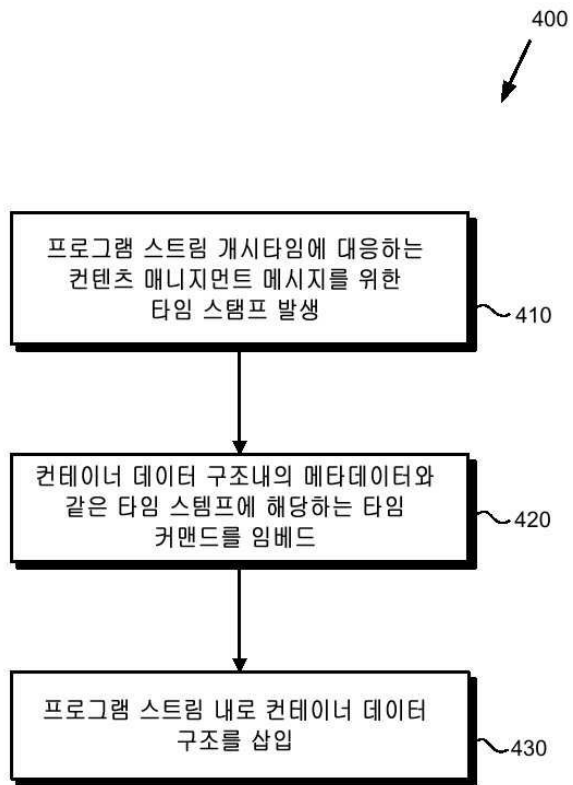 400
프로그램 스트림 개시타임에 대응하는
컨텐츠 매니지먼트 메시지를 위한
타임 스탬프 발생
410
컨테이너 데이터 구조내의 메타데이터와
같은 타임 스템프에 해당하는 타임
커맨드를 임베드
420
프로그램 스트림 내로 컨테이너 데이터
구조를 삽입
430